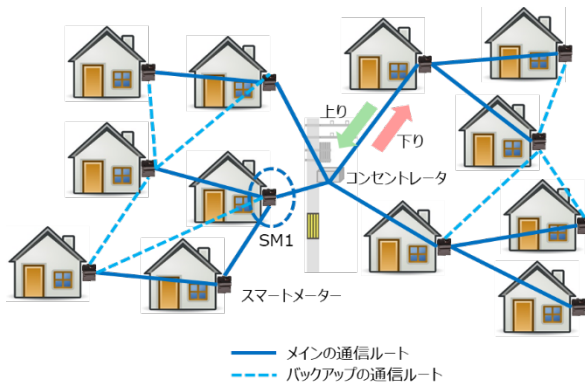 上り
下り
コンセントレータ
SM1
スマートメーター
メインの通信ルート
バックアップの通信ルート